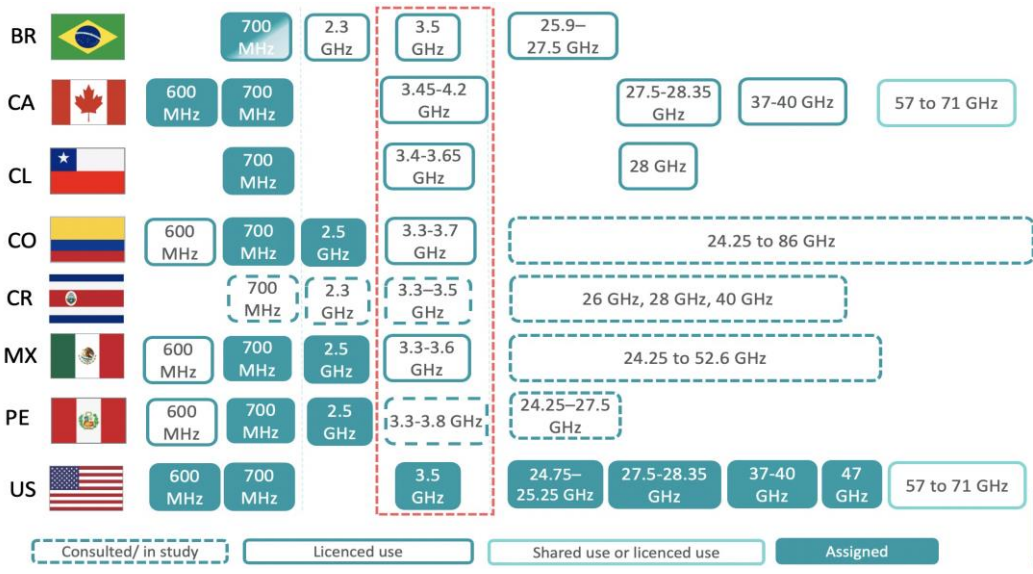 BR
700
MHz
2.3
GHz
3.5
GHz
25.9–
27.5 GHz
CA
600
MHz
700
MHz
3.45-4.2
GHz
27.5-28.35
GHz
37-40 GHz
57 to 71 GHz
CL
700
MHz
3.4-3.65
GHz
28 GHz
CO
600
MHz
700
MHz
2.5
GHz
3.3-3.7
GHz
24.25 to 86 GHz
CR
700
MHz
2.3
GHz
3.3–3.5
GHz
26 GHz, 28 GHz, 40 GHz
MX
600
MHz
700
MHz
2.5
GHz
3.3-3.6
GHz
24.25 to 52.6 GHz
PE
600
MHz
700
MHz
2.5
GHz
3.3-3.8 GHz
24.25–27.5
GHz
US
600
MHz
700
MHz
3.5
GHz
24.75–
25.25 GHz
27.5-28.35
GHz
37-40
GHz
47
GHz
57 to 71 GHz
Consulted/ in study
Licenced use
Shared use or licenced use
Assigned